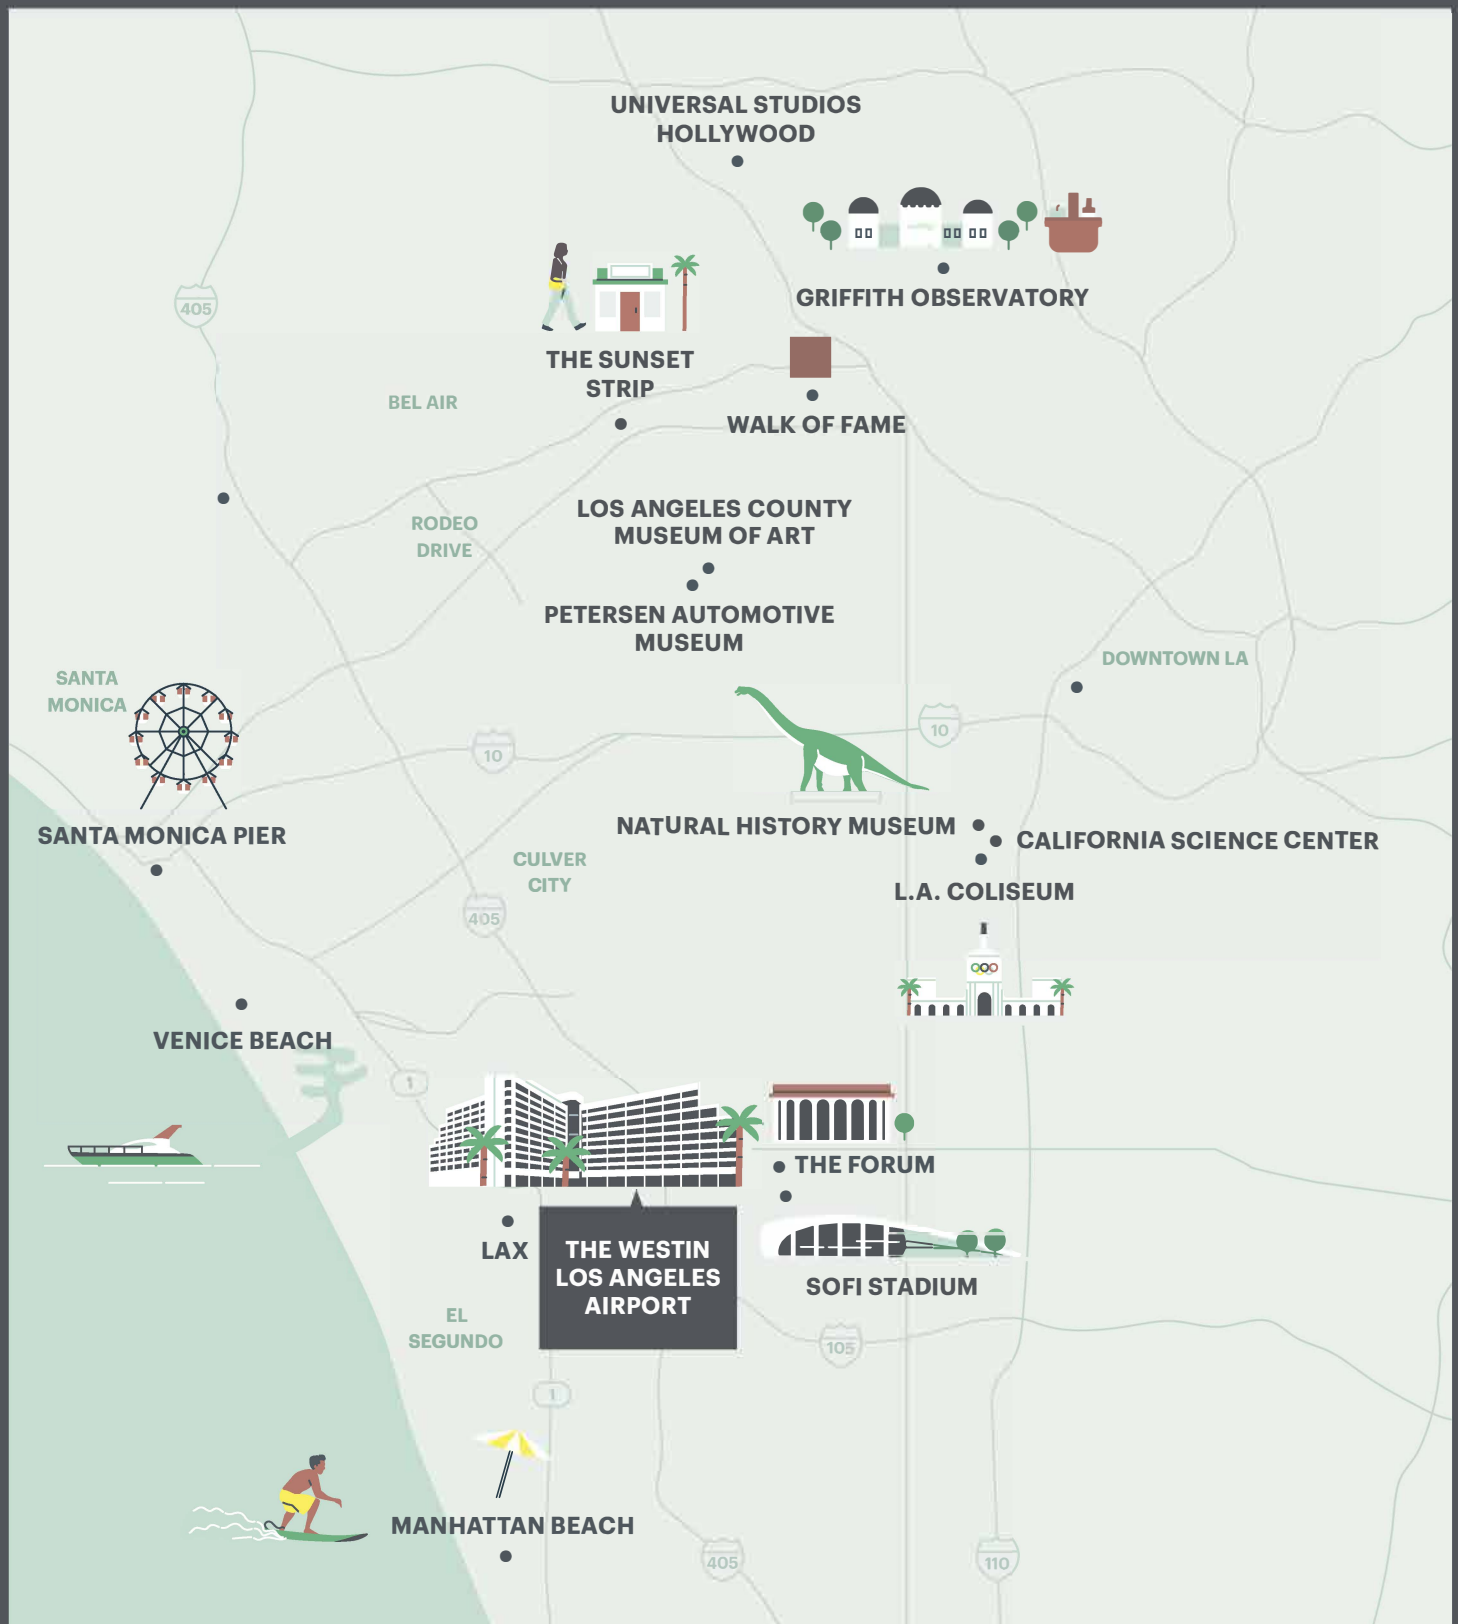 UNIVERSAL STUDIOS
HOLLYWOOD
GRIFFITH OBSERVATORY
405
THE SUNSET
STRIP
BEL AIR
WALK OF FAME
LOS ANGELES COUNTY
MUSEUM OF ART
RODEO
DRIVE
PETERSEN AUTOMOTIVE
MUSEUM
DOWNTOWN LA
SANTA
MONICA
10
10
SANTA MONICA PIER
NATURAL HISTORY MUSEUM
CALIFORNIA SCIENCE CENTER
CULVER
CITY
L.A. COLISEUM
405
VENICE BEACH
1
THE FORUM
LAX
THE WESTIN
LOS ANGELES
AIRPORT
SOFI STADIUM
EL
SEGUNDO
105
1
MANHATTAN BEACH
405
110